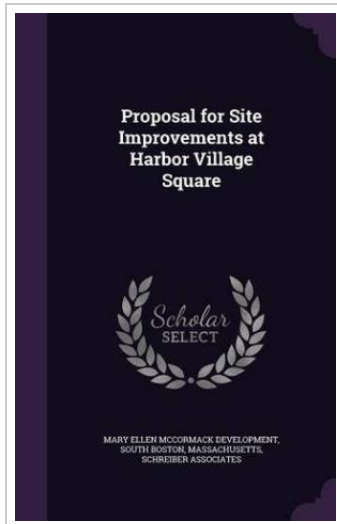 Proposal for Site
Improvements at
Harbor Village
Square
Scholar
SELECT
MARY ELLEN MCCORMACK DEVELOPMENT,
SOUTH BOSTON, MASSACHUSETTS,
SCHREIBER ASSOCIATES